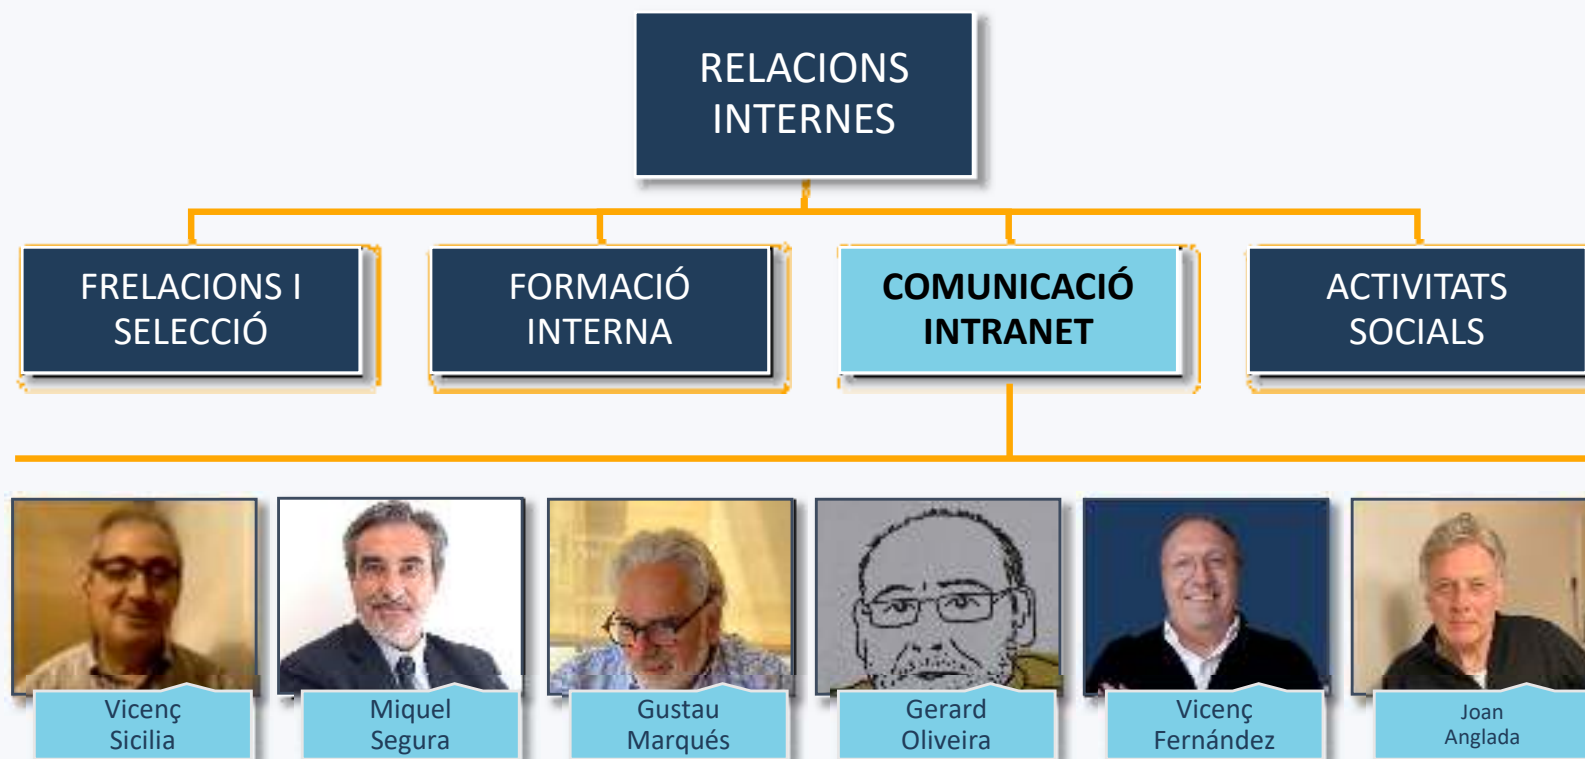 RELACIONS
INTERNES
FRELACIONS I
SELECCIÓ
FORMACIÓ
INTERNA
COMUNICACIÓ
INTRANET
ACTIVITATS
SOCIALS
Vicenç
Sicilia
Miquel
Segura
Gustau
Marqués
Gerard
Oliveira
Vicenç
Fernández
Joan
Anglada